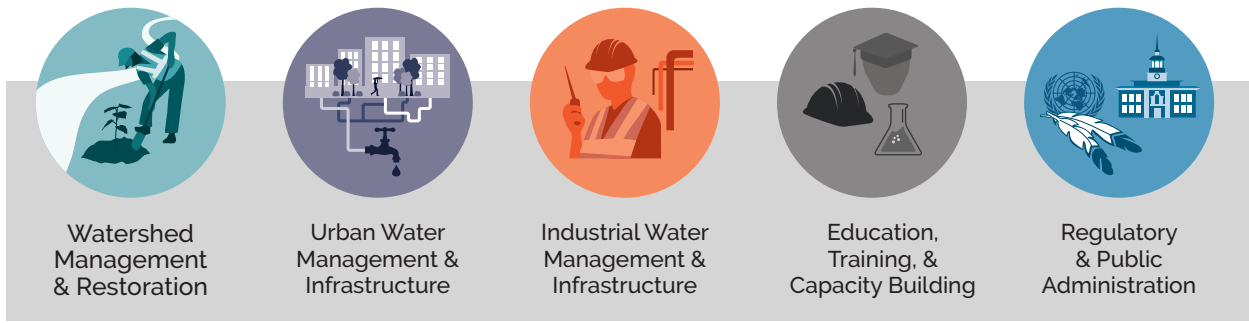 Watershed
Management
& Restoration
Urban Water
Management &
Infrastructure
Industrial Water
Management &
Infrastructure
Education,
Training, &
Capacity Building
Regulatory
& Public
Administration